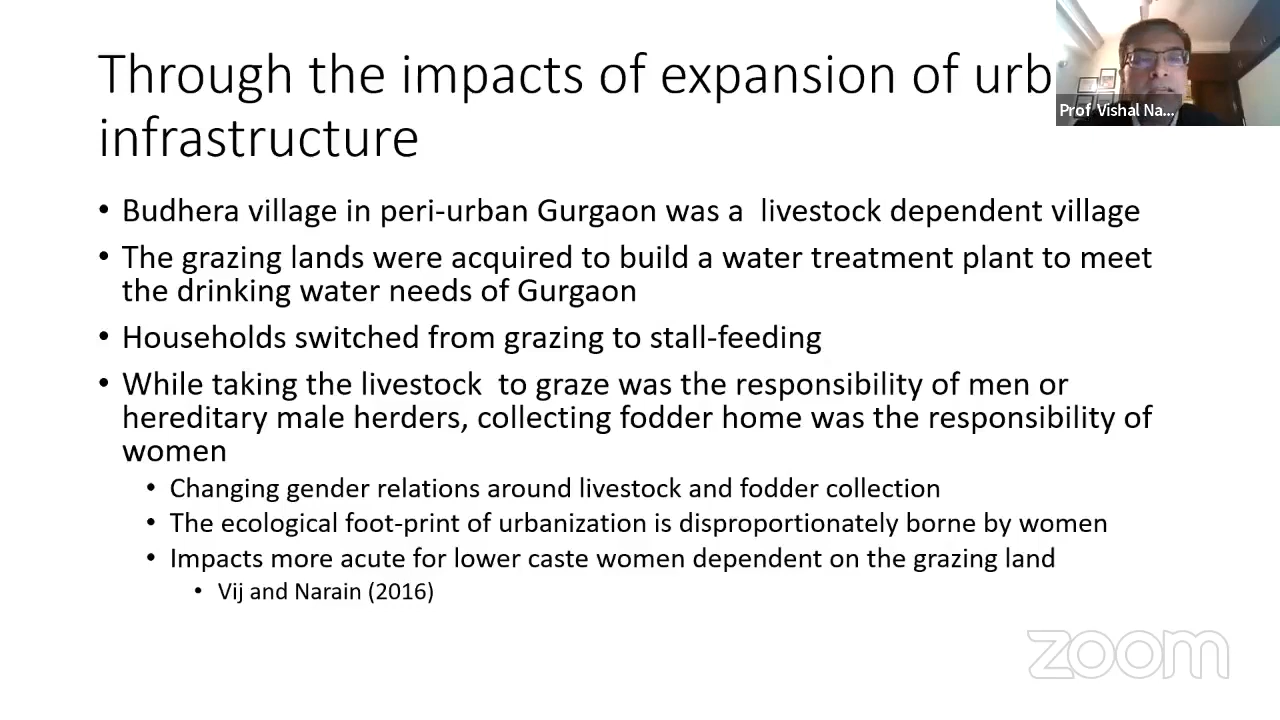 Through the impacts of expansion of urb
infrastructure
Prof Vishal Na...
• Budhera village in peri-urban Gurgaon was a  livestock dependent village
• The grazing lands were acquired to build a water treatment plant to meet
the drinking water needs of Gurgaon
• Households switched from grazing to stall-feeding
• While taking the livestock  to graze was the responsibility of men or
hereditary male herders, collecting fodder home was the responsibility of
women
• Changing gender relations around livestock and fodder collection
• The ecological foot-print of urbanization is disproportionately borne by women
• Impacts more acute for lower caste women dependent on the grazing land
• Vij and Narain (2016)
zoom